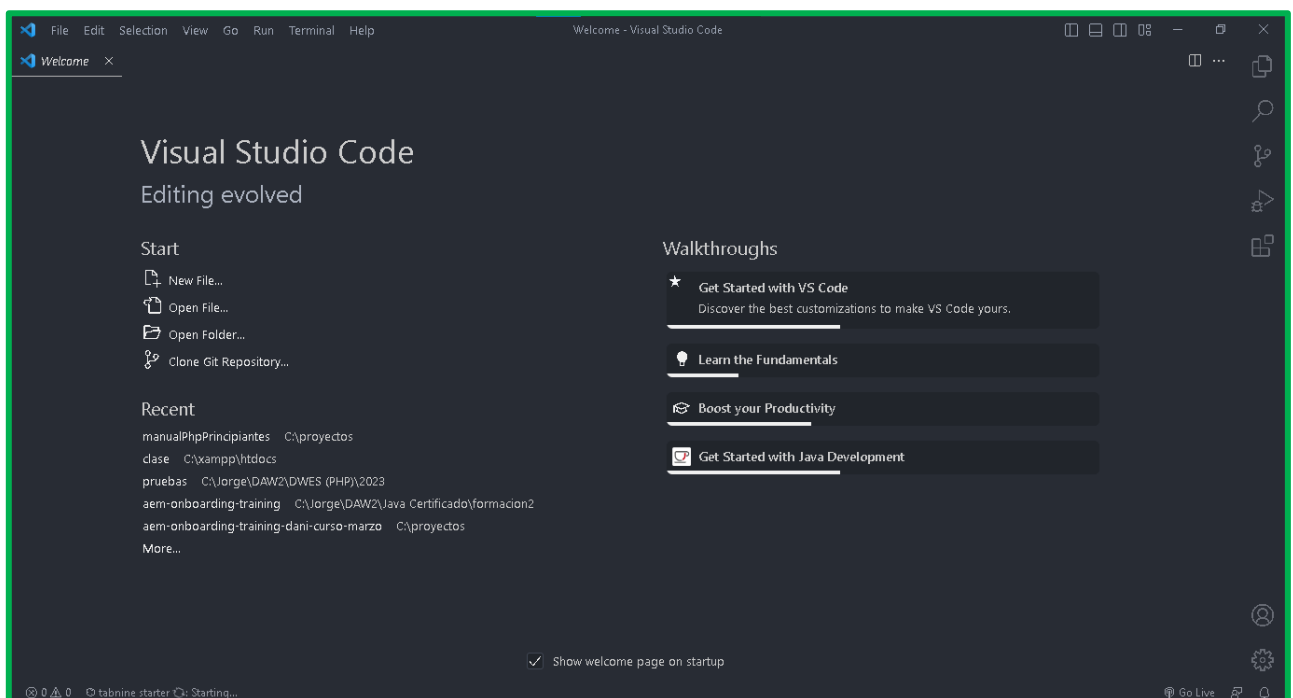 File Edit Selection View Go Run Terminal Help
Welcome - Visual Studio Code
Welcome
Visual Studio Code
Editing evolved
Start
New File...
Open File...
Open Folder...
Clone Git Repository...
Recent
manualPhpPrincipiantes C:\proyectos
clase C:\xampp\htdocs
pruebas C:\Jorge\DAW2\DWES (PHP)\2023
aem-onboarding-training C:\Jorge\DAW2\Java Certificado\formacion2
aem-onboarding-training-dani-curso-marzo C:\proyectos
More...
Walkthroughs
Get Started with VS Code
Discover the best customizations to make VS Code yours.
Learn the Fundamentals
Boost your Productivity
Get Started with Java Development
Show welcome page on startup
0 0 tabnine starter : Starting...
Go Live